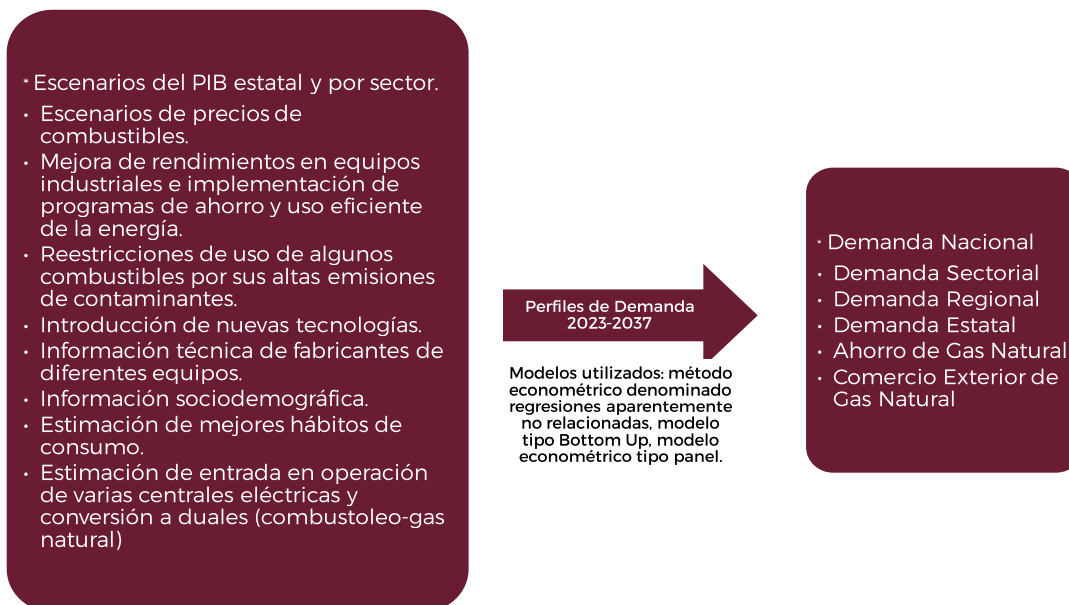 * Escenarios del PIB estatal y por sector.
• Escenarios de precios de
combustibles.
• Mejora de rendimientos en equipos
industriales e implementación de
programas de ahorro y uso eficiente
de la energía.
• Reestricciones de uso de algunos
combustibles por sus altas emisiones
de contaminantes.
• Introducción de nuevas tecnologías.
• Información técnica de fabricantes de
diferentes equipos.
• Información sociodemográfica.
• Estimación de mejores hábitos de
consumo.
• Estimación de entrada en operación
de varias centrales eléctricas y
conversión a duales (combustoleo-gas
natural)
Perfiles de Demanda
2023-2037
Modelos utilizados: método
econométrico denominado
regresiones aparentemente
no relacionadas, modelo
tipo Bottom Up, modelo
econométrico tipo panel.
* Demanda Nacional
• Demanda Sectorial
• Demanda Regional
• Demanda Estatal
• Ahorro de Gas Natural
• Comercio Exterior de
Gas Natural